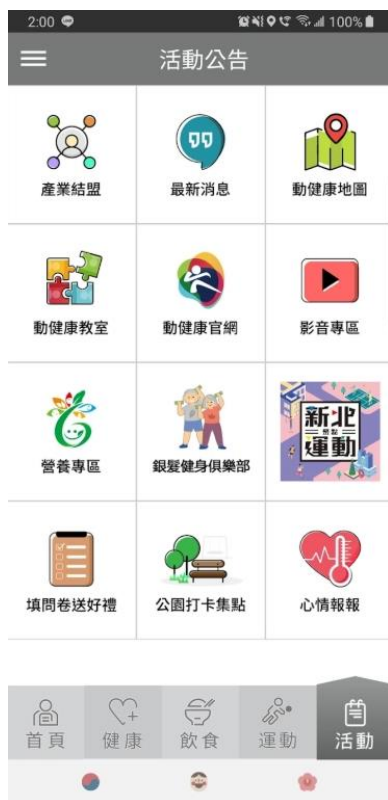 2:00
100%
活動公告
產業結盟
最新消息
動健康地圖
動健康教室
動健康官網
影音專區
營養專區
銀髮健身俱樂部
新北
運動
填問卷送好禮
公園打卡集點
心情報報
首頁
健康
飲食
運動
活動